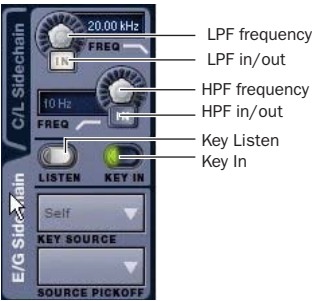 C/L Sidechain
E/G Sidechain
20.00 kHz
FREQ
IN
10 Hz
FREQ
IN
LISTEN KEY IN
Self
KEY SOURCE
SOURCE PICKOFF
LPF frequency
LPF in/out
HPF frequency
HPF in/out
Key Listen
Key In